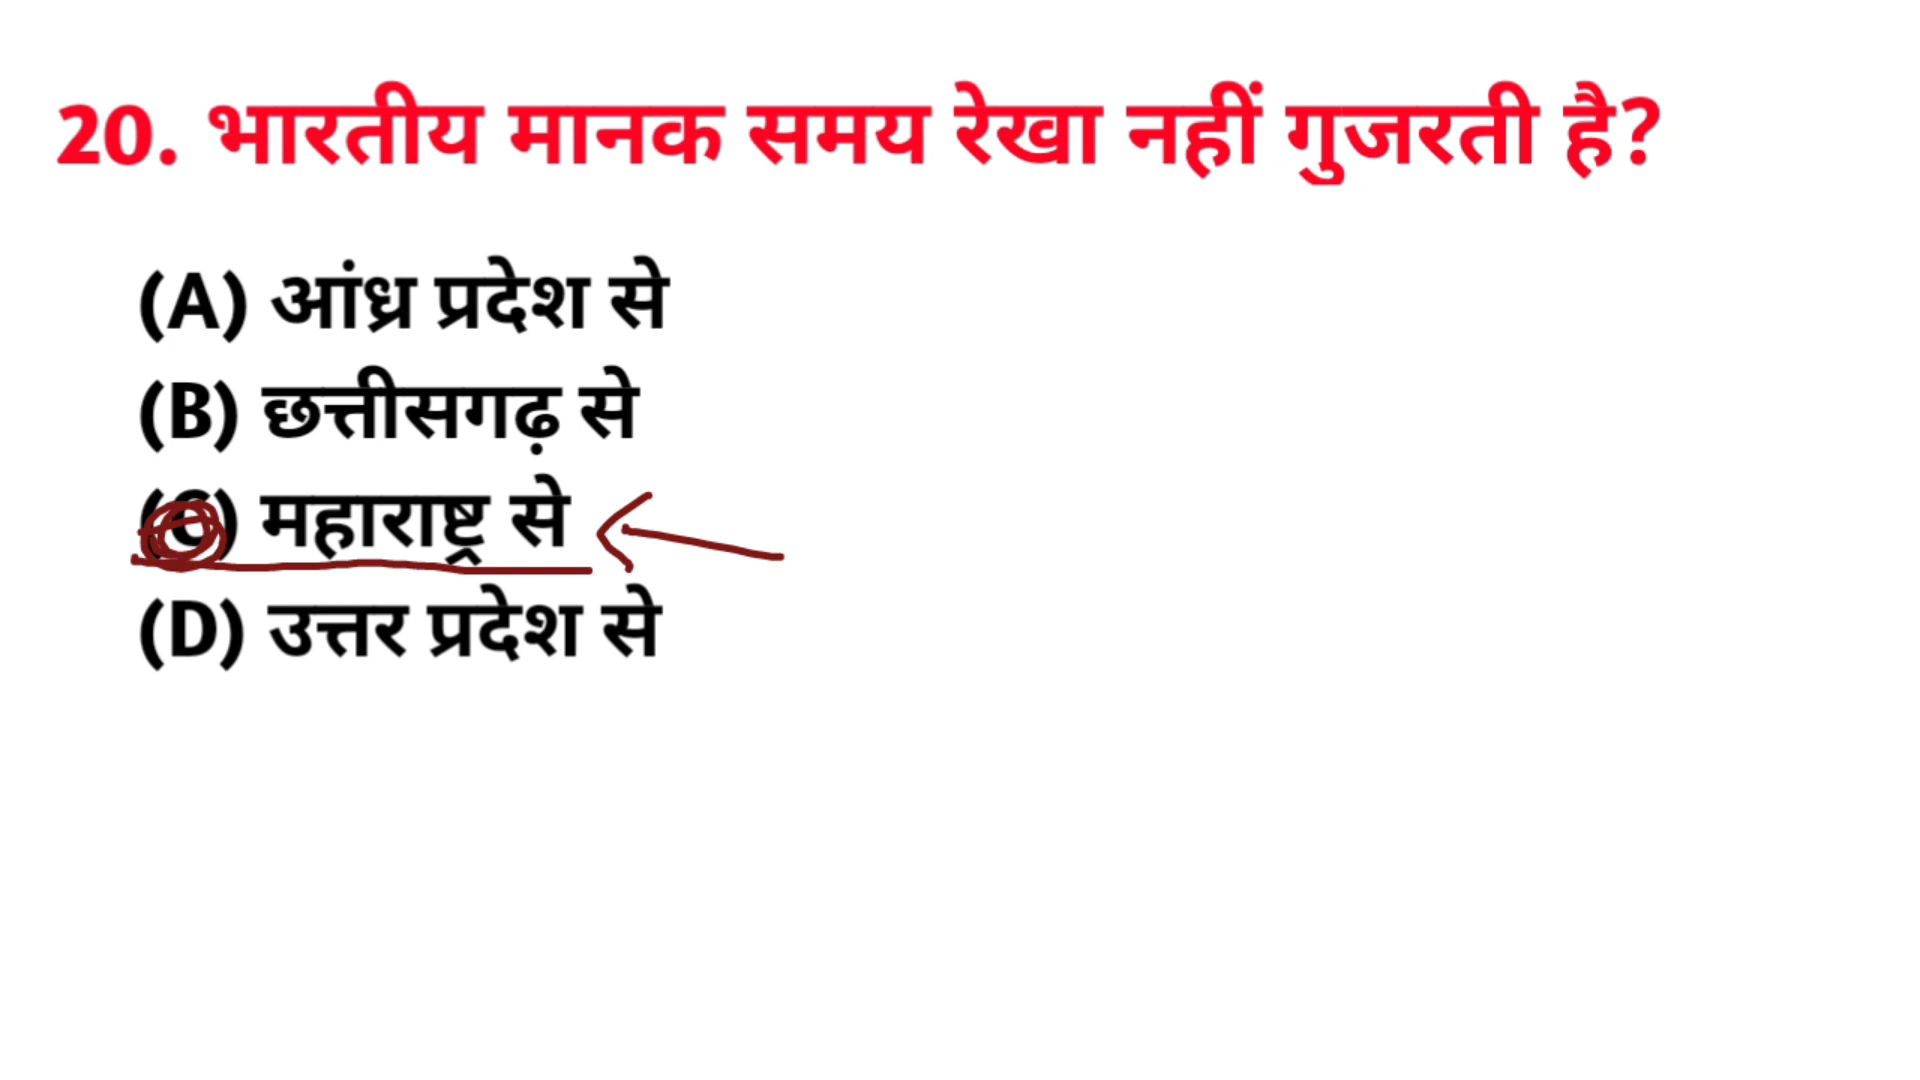 20. भारतीय मानक समय रेखा नहीं गुजरती है?
(A) आंध्र प्रदेश से
(B) छत्तीसगढ़ से
(C) महाराष्ट्र से
(D) उत्तर प्रदेश से